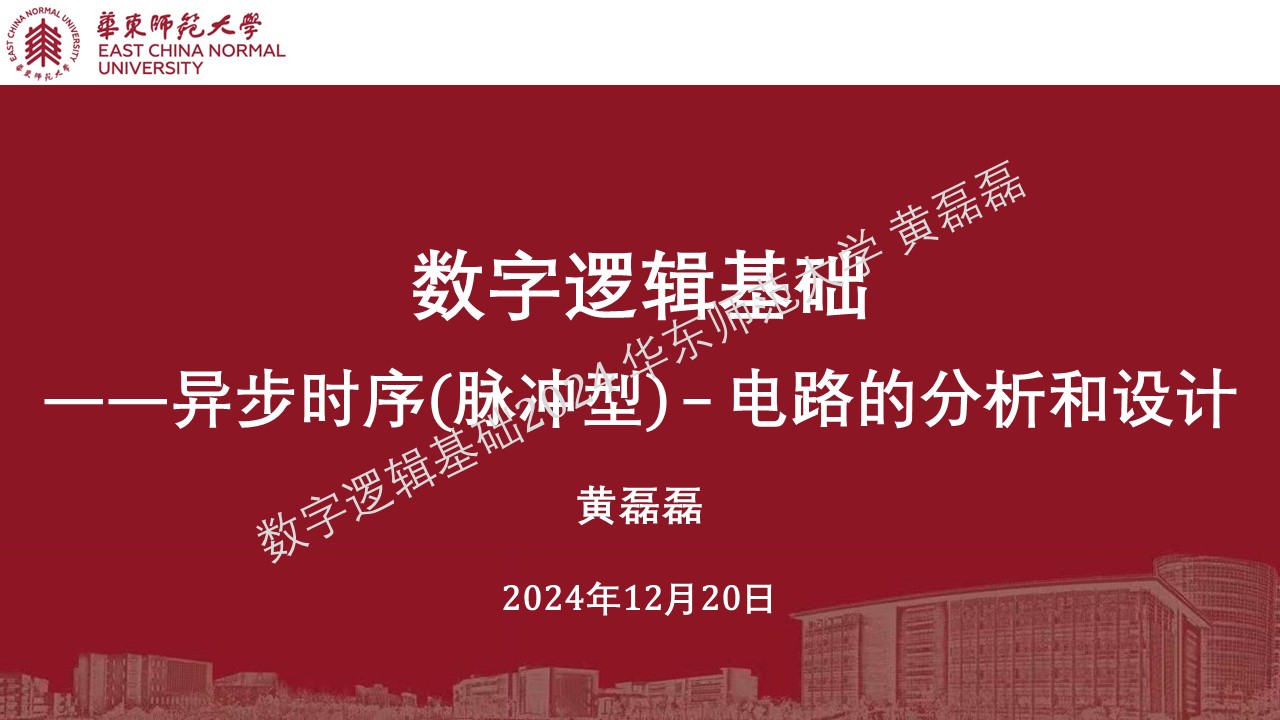 華東師範大學
EAST CHINA NORMAL
UNIVERSITY
EAST CHINA NORMAL UNIVERSITY
華東师范大学
数字逻辑基础
——异步时序(脉冲型) – 电路的分析和设计
黄磊磊
2024年12月20日
数字逻辑基础2024 华东师范大学 黄磊磊